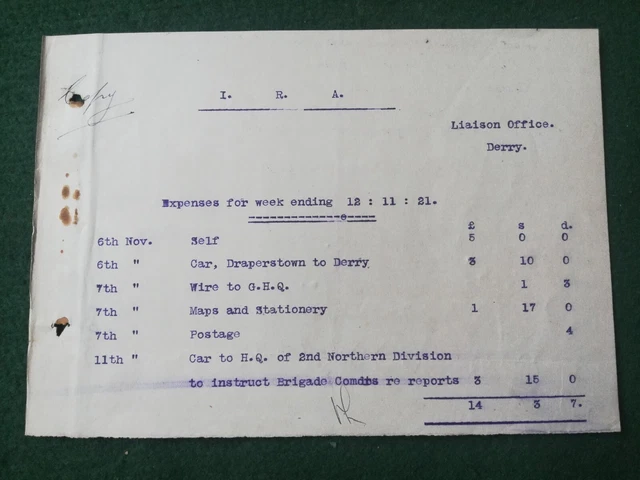 Copy
I. R. A.
Liaison Office.
Derry.
Expenses for week ending 12 : 11 : 21.
£ s d.
6th Nov. Self 5 0 0
6th " Car, Draperstown to Derry 3 10 0
7th " Wire to G.H.Q. 1 3
7th " Maps and Stationery 1 17 0
7th " Postage 4
11th " Car to H.Q. of 2nd Northern Division
to instruct Brigade Comdrs re reports 3 15 0
14 3 7.